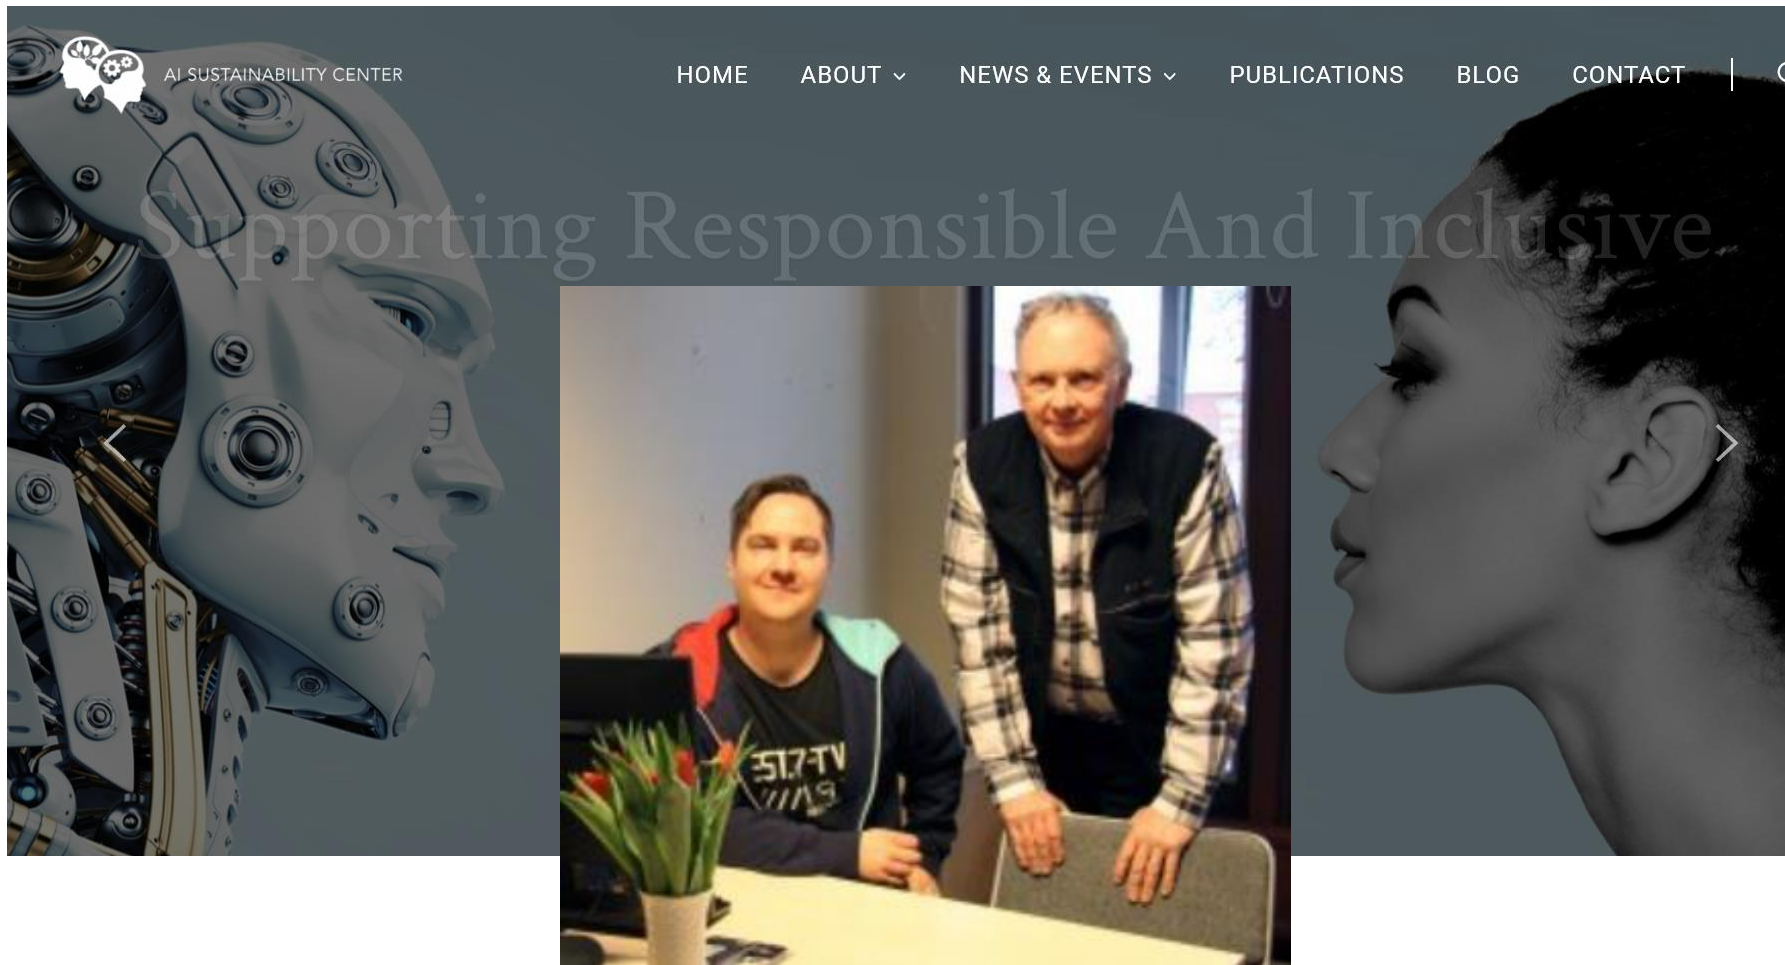 AI SUSTAINABILITY CENTER
HOME
ABOUT
NEWS & EVENTS
PUBLICATIONS
BLOG
CONTACT
Supporting Responsible And Inclusive